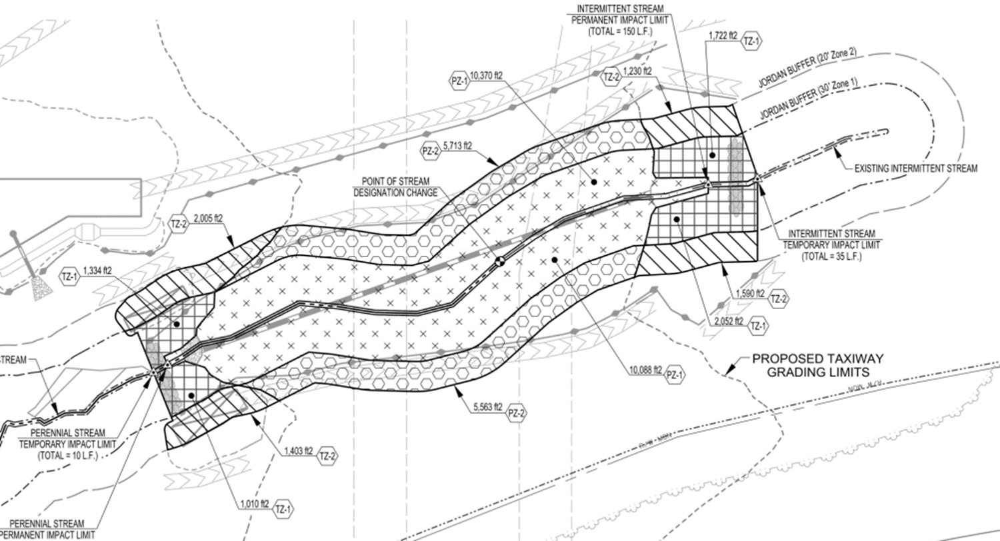 INTERMITTENT STREAM
PERMANENT IMPACT LIMIT
(TOTAL = 150 L.F.)
1,722 ft2 TZ-1
PZ-1 10,370 ft2
TZ-2 1,230 ft2
JORDAN BUFFER (20' Zone 2)
JORDAN BUFFER (30' Zone 1)
PZ-2 5,713 ft2
EXISTING INTERMITTENT STREAM
POINT OF STREAM
DESIGNATION CHANGE
TZ-2 2,005 ft2
INTERMITTENT STREAM
TEMPORARY IMPACT LIMIT
(TOTAL = 35 L.F.)
TZ-1 1,334 ft2
1,590 ft2 TZ-2
2,052 ft2 TZ-1
STREAM
PROPOSED TAXIWAY
GRADING LIMITS
10,088 ft2 PZ-1
5,563 ft2 PZ-2
PERENNIAL STREAM
TEMPORARY IMPACT LIMIT
(TOTAL = 10 L.F.)
1,403 ft2 TZ-2
1,010 ft2 TZ-1
PERENNIAL STREAM
PERMANENT IMPACT LIMIT